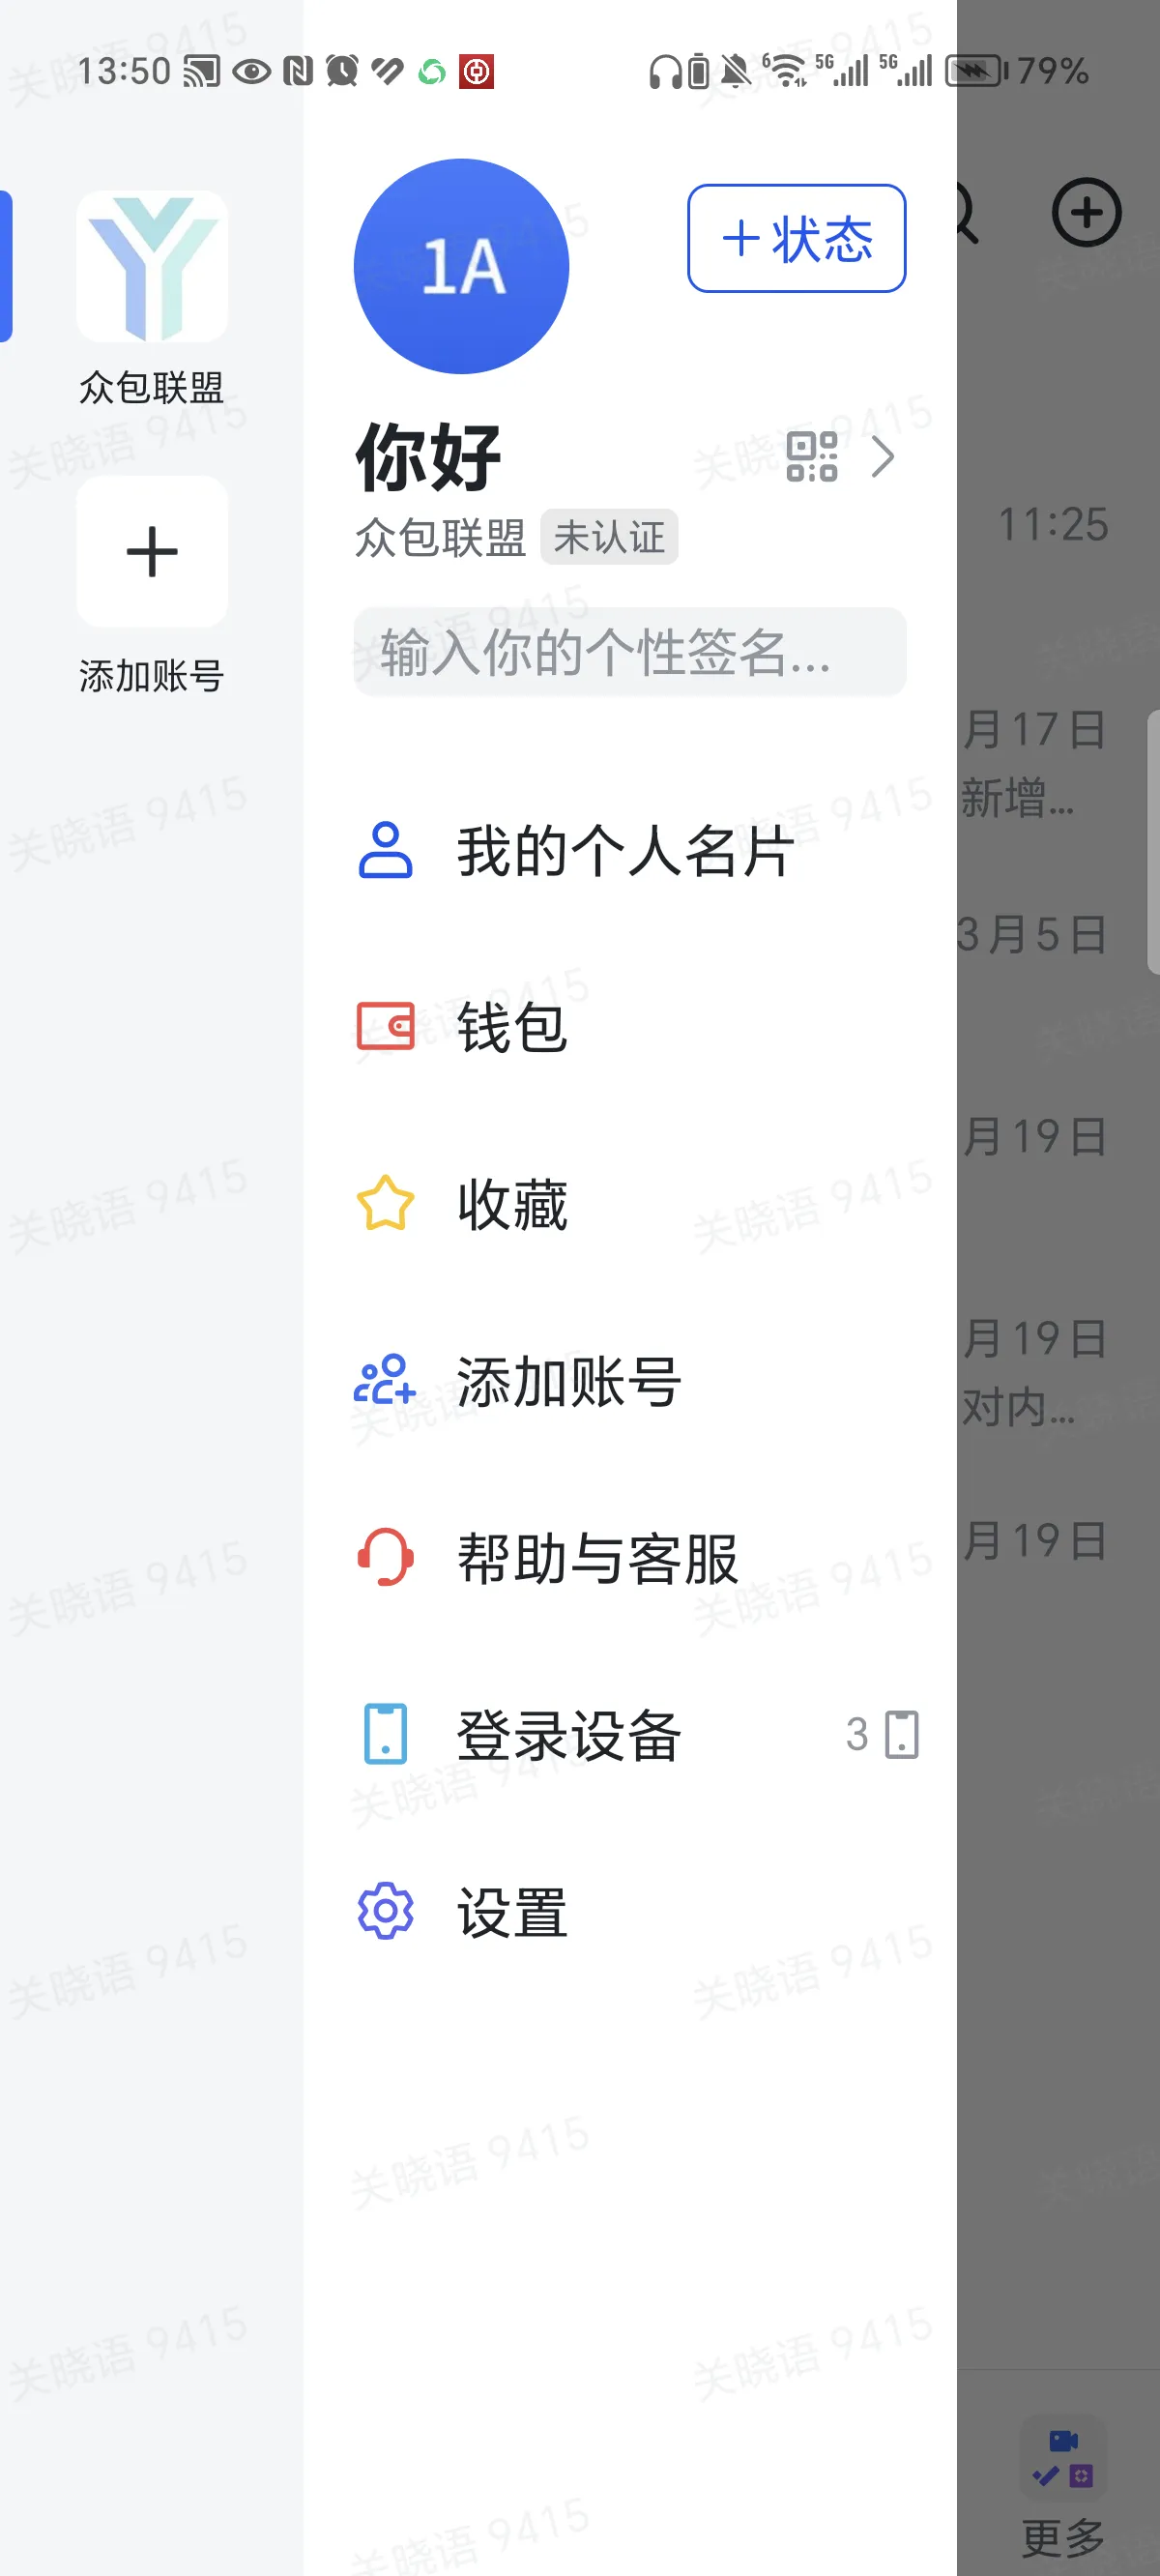 13:50
6 5G 5G 79%
众包联盟
添加账号
1A
+状态
你好
众包联盟 未认证
输入你的个性签名...
我的个人名片
钱包
收藏
添加账号
帮助与客服
登录设备 3
设置
11:25
月17日
新增...
3月5日
月19日
月19日
对内...
月19日
更多
关晓语 9415